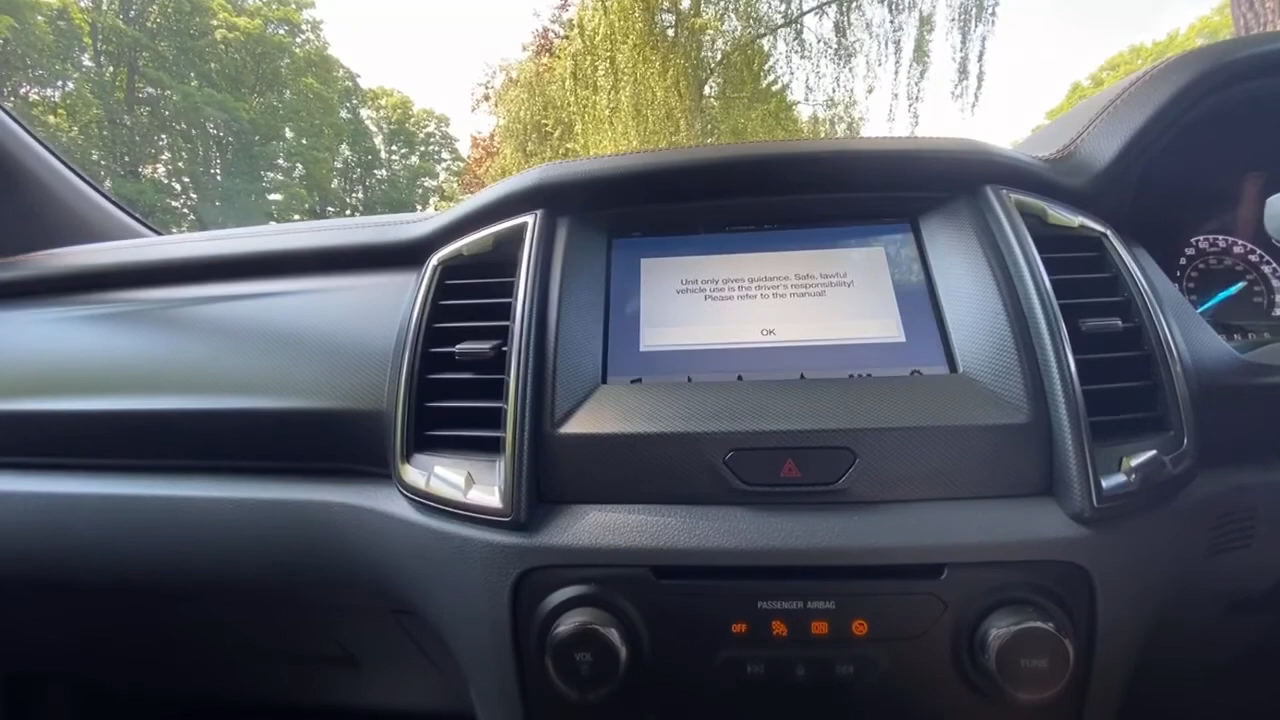 Unit only gives guidance. Safe, lawful
vehicle use is the driver's responsibility!
Please refer to the manual!
OK
PASSENGER AIRBAG
OFF
ON
VOL
TUNE